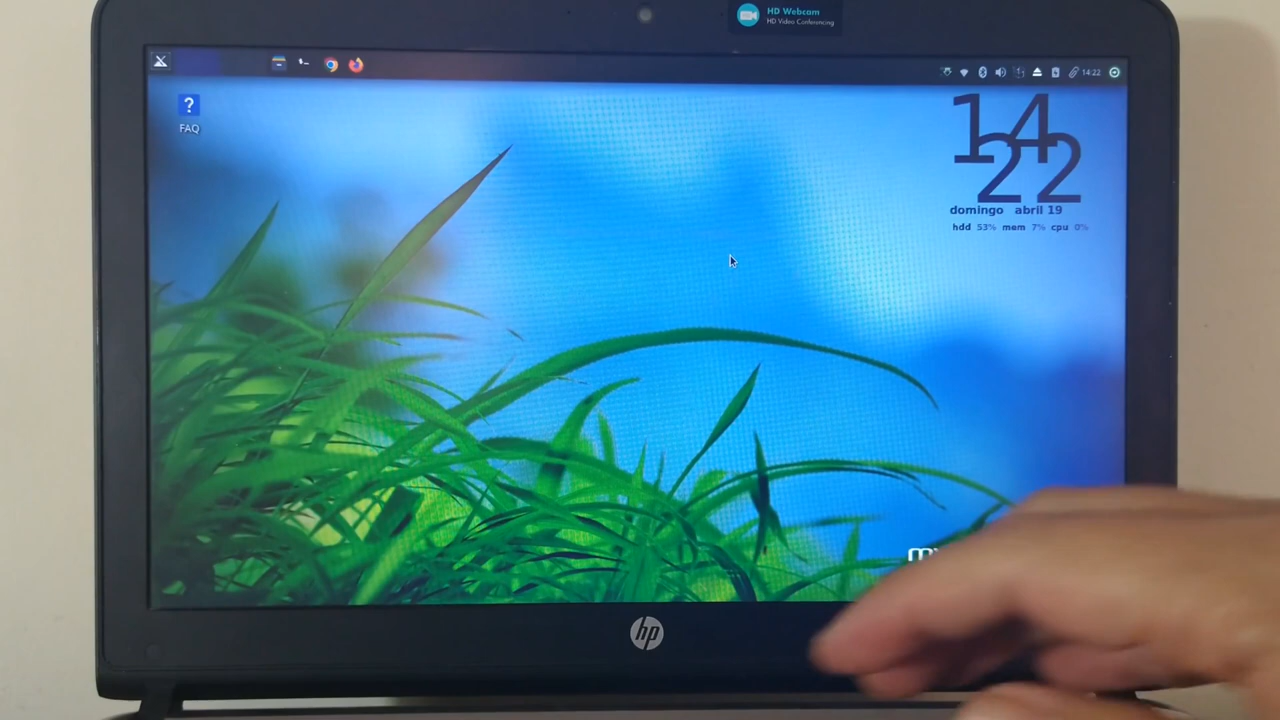 HD Webcam
HD Video Conferencing
14:22
FAQ
14
22
domingo abril 19
hdd 53% mem 7% cpu 0%
hp